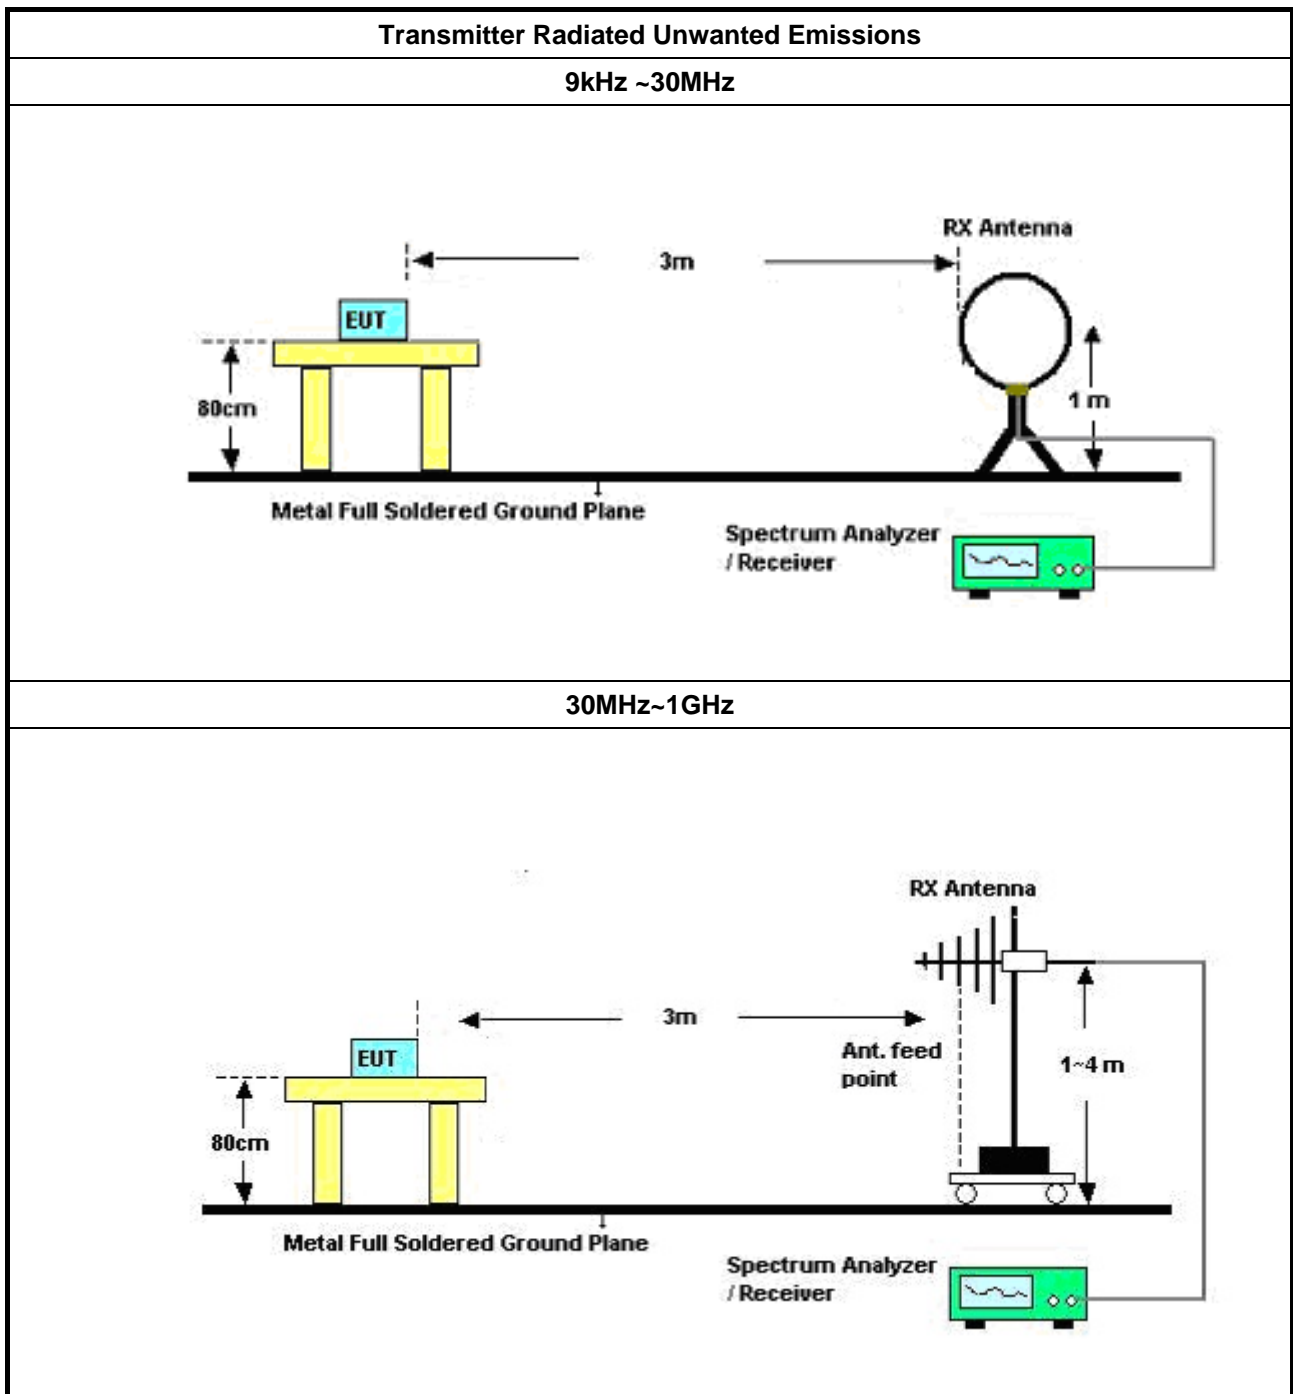 Transmitter Radiated Unwanted Emissions
9kHz ~30MHz
RX Antenna
3m
EUT
80cm
1 m
Metal Full Soldered Ground Plane
Spectrum Analyzer
/ Receiver
30MHz~1GHz
RX Antenna
3m
Ant. feed
point
EUT
1~4 m
80cm
Metal Full Soldered Ground Plane
Spectrum Analyzer
/ Receiver